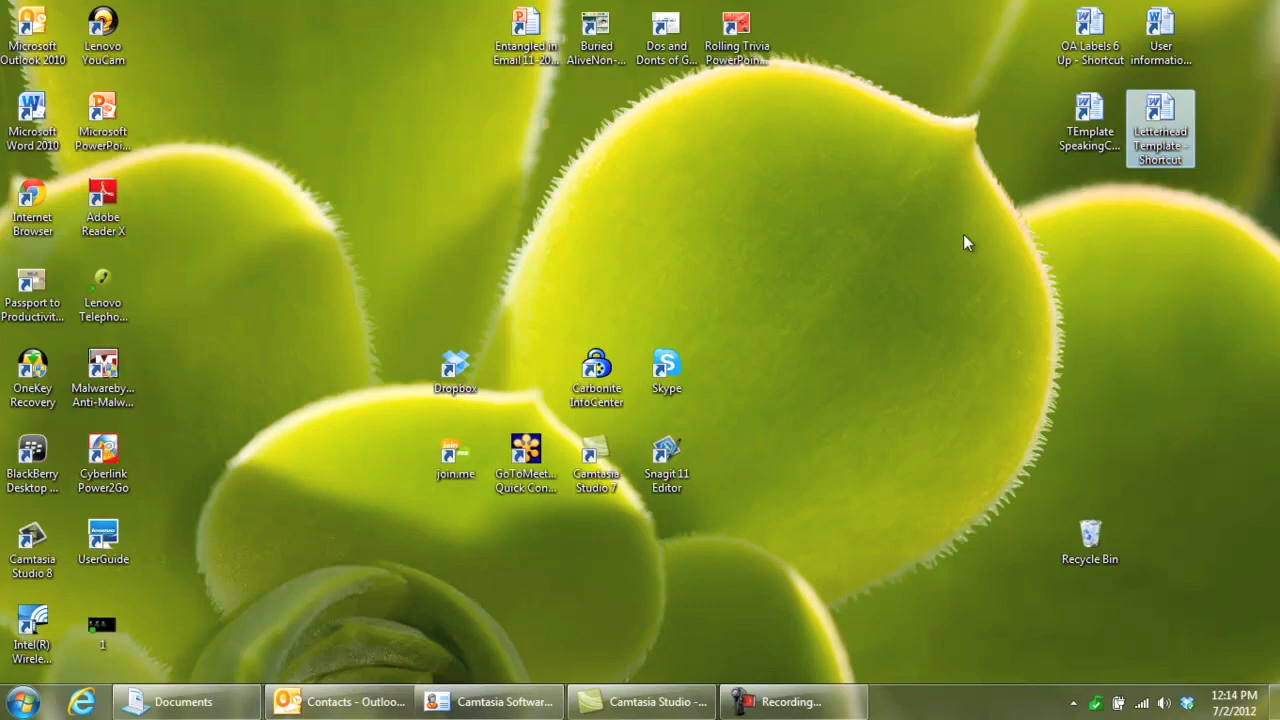 Microsoft
Outlook 2010
Lenovo
YouCam
Entangled in
Email 11-20...
Buried
AliveNon-...
Dos and
Donts of G...
Rolling Trivia
PowerPoin...
OA Labels 6
Up - Shortcut
User
informatio...
Microsoft
Word 2010
Microsoft
PowerPoi...
TEmplate
SpeakingC...
Letterhead
Template -
Shortcut
Internet
Browser
Adobe
Reader X
Passport to
Productivit...
Lenovo
Telepho...
OneKey
Recovery
Malwareby...
Anti-Malw...
Dropbox
Carbonite
InfoCenter
Skype
BlackBerry
Desktop ...
Cyberlink
Power2Go
join.me
GoToMeet...
Quick Con...
Camtasia
Studio 7
Snagit 11
Editor
Camtasia
Studio 8
UserGuide
Recycle Bin
Intel(R)
Wirele...
1
Documents
Contacts - Outloo...
Camtasia Softwar...
Camtasia Studio -...
Recording...
12:14 PM
7/2/2012